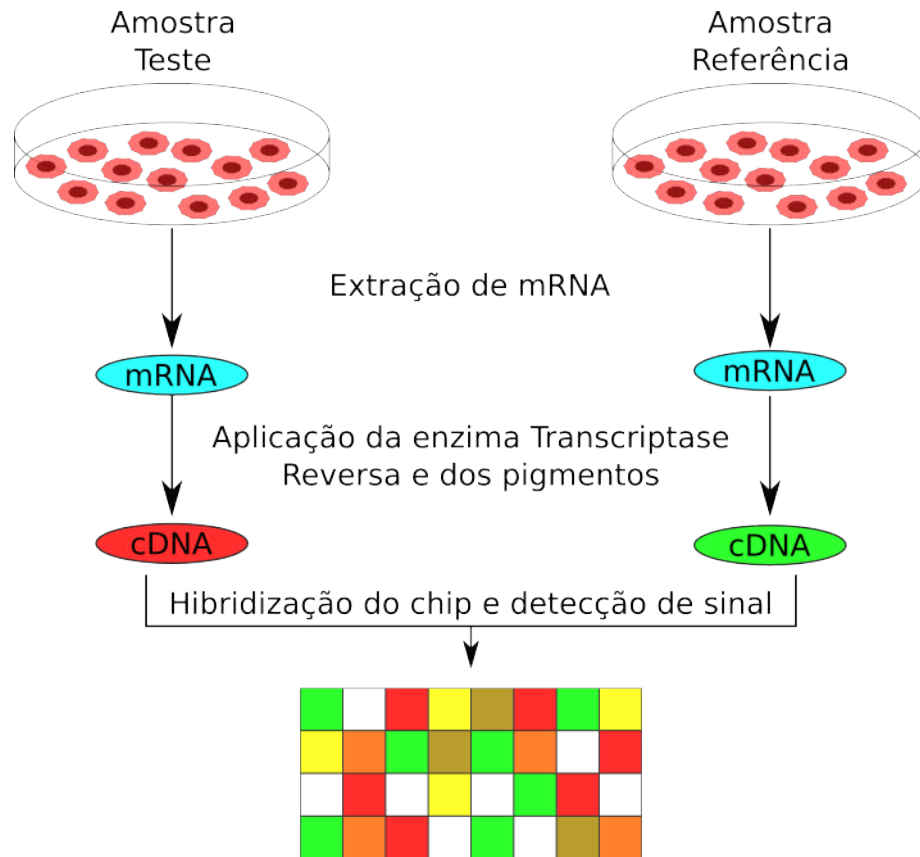 Amostra
Teste
Amostra
Referência
Extração de mRNA
mRNA
mRNA
Aplicação da enzima Transcriptase
Reversa e dos pigmentos
cDNA
cDNA
Hibridização do chip e detecção de sinal